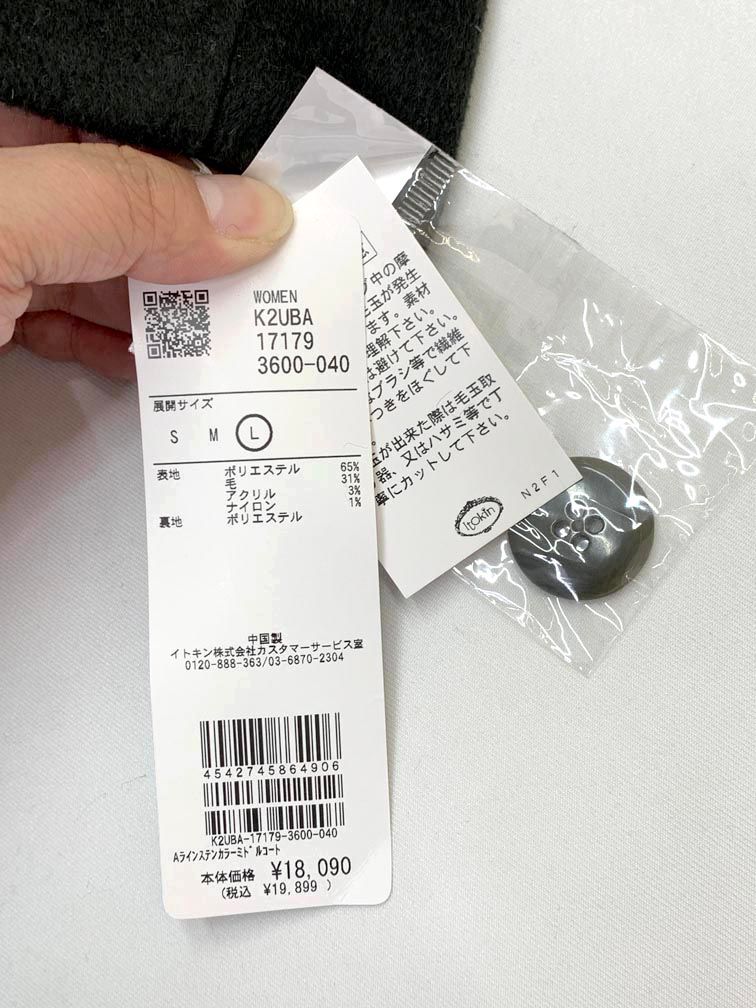 WOMEN
K2UBA
17179
3600-040
展開サイズ
S M L
表地 ポリエステル 65%
毛 31%
アクリル 3%
ナイロン 1%
裏地 ポリエステル
中国製
イトキン株式会社カスタマーサービス室
0120-888-363/03-6870-2304
4542745864906
K2UBA-17179-3600-040
Aラインステンカラーミドルコート
本体価格 ¥18,090
(税込 ¥19,899 )
中の摩
毛玉が発生
ます。素材
理解下さい。
は避けて下さい。
ブラシ等で繊維
つきをほぐして下
が出来た際は毛玉取
器、又はハサミ等で丁
寧にカットして下さい。
Itokin
N2F1